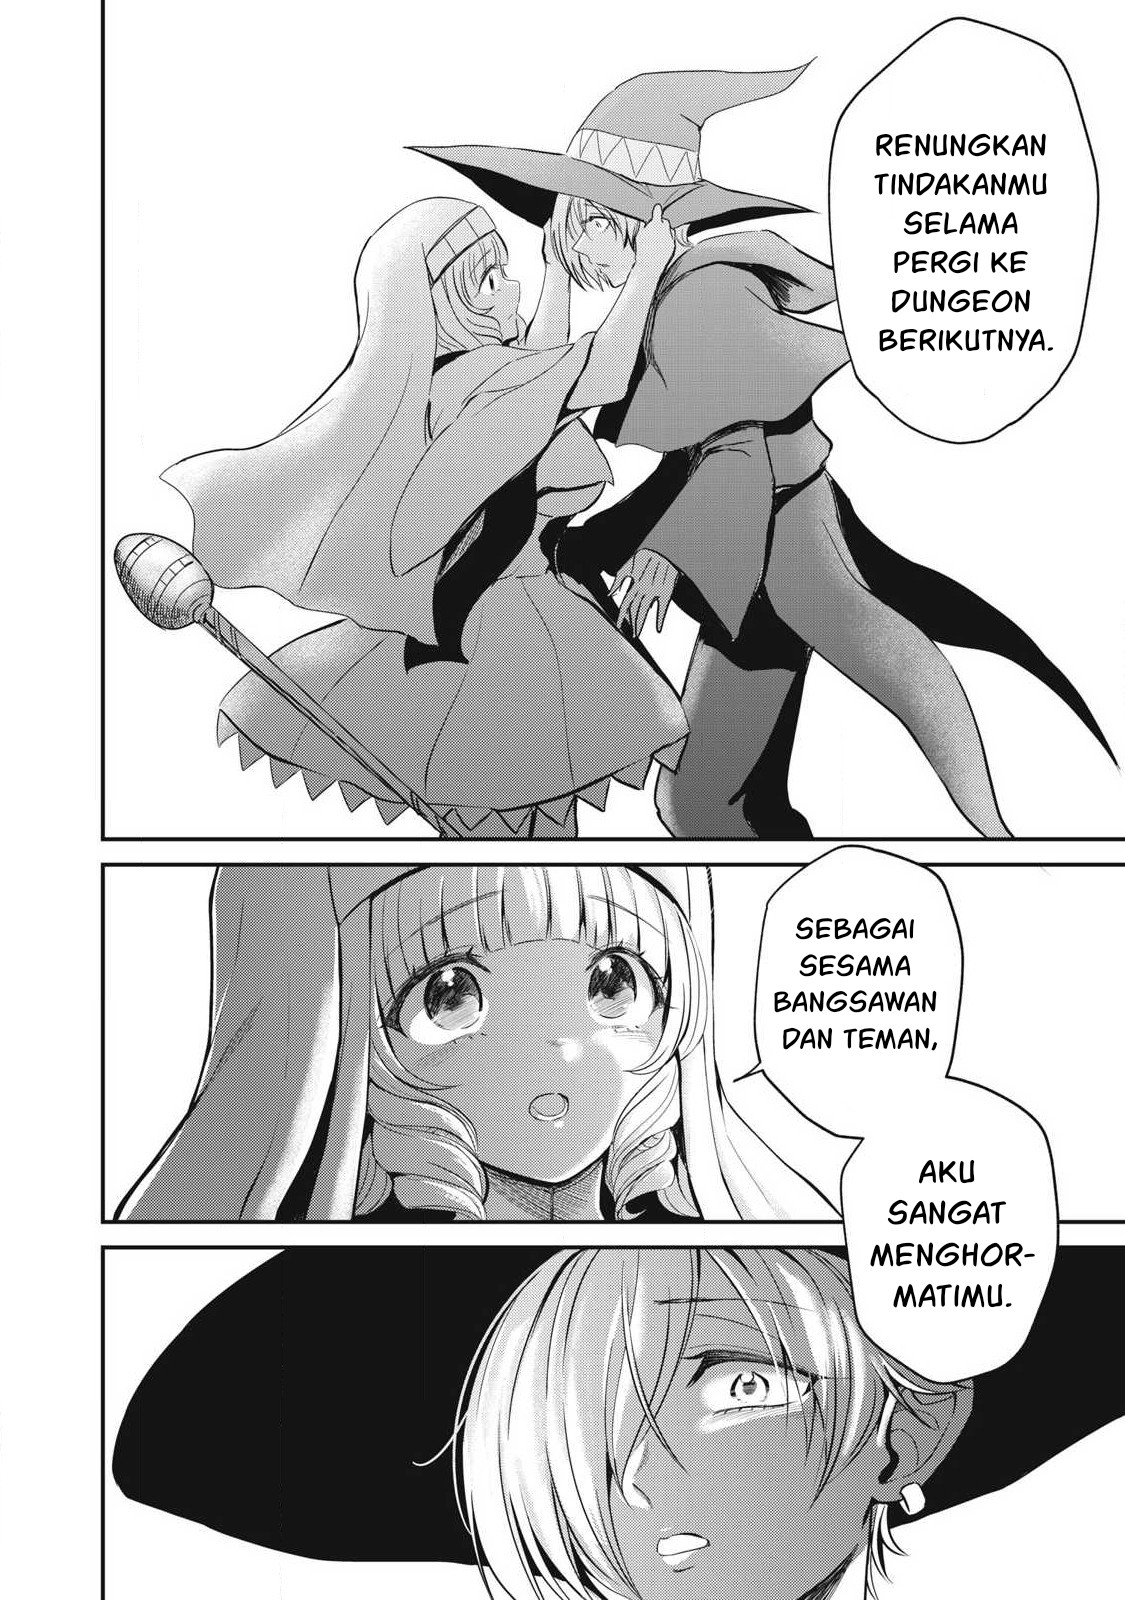 RENUNGKAN
TINDAKANMU
SELAMA
PERGI KE
DUNGEON
BERIKUTNYA.
SEBAGAI
SESAMA
BANGSAWAN
DAN TEMAN,
AKU
SANGAT
MENGHOR-
MATIMU.